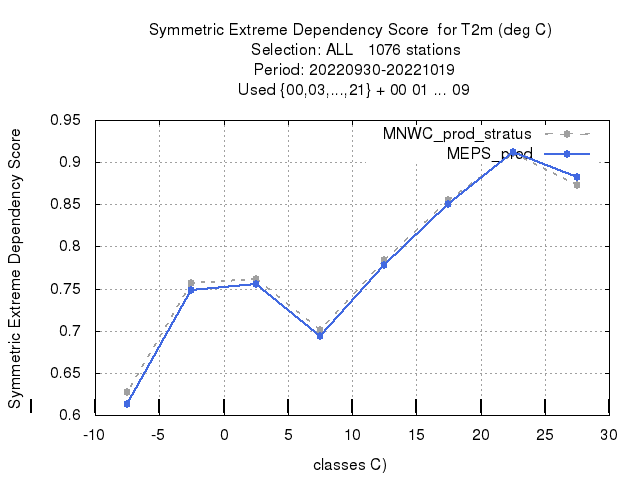 Symmetric Extreme Dependency Score  for T2m (deg C)
Selection: ALL   1076 stations
Period: 20220930-20221019
Used {00,03,...,21} + 00 01 ... 09
Symmetric Extreme Dependency Score
0.95
0.9
0.85
0.8
0.75
0.7
0.65
0.6
MNWC_prod_stratus
MEPS_prod
-10 -5 0 5 10 15 20 25 30
classes C)